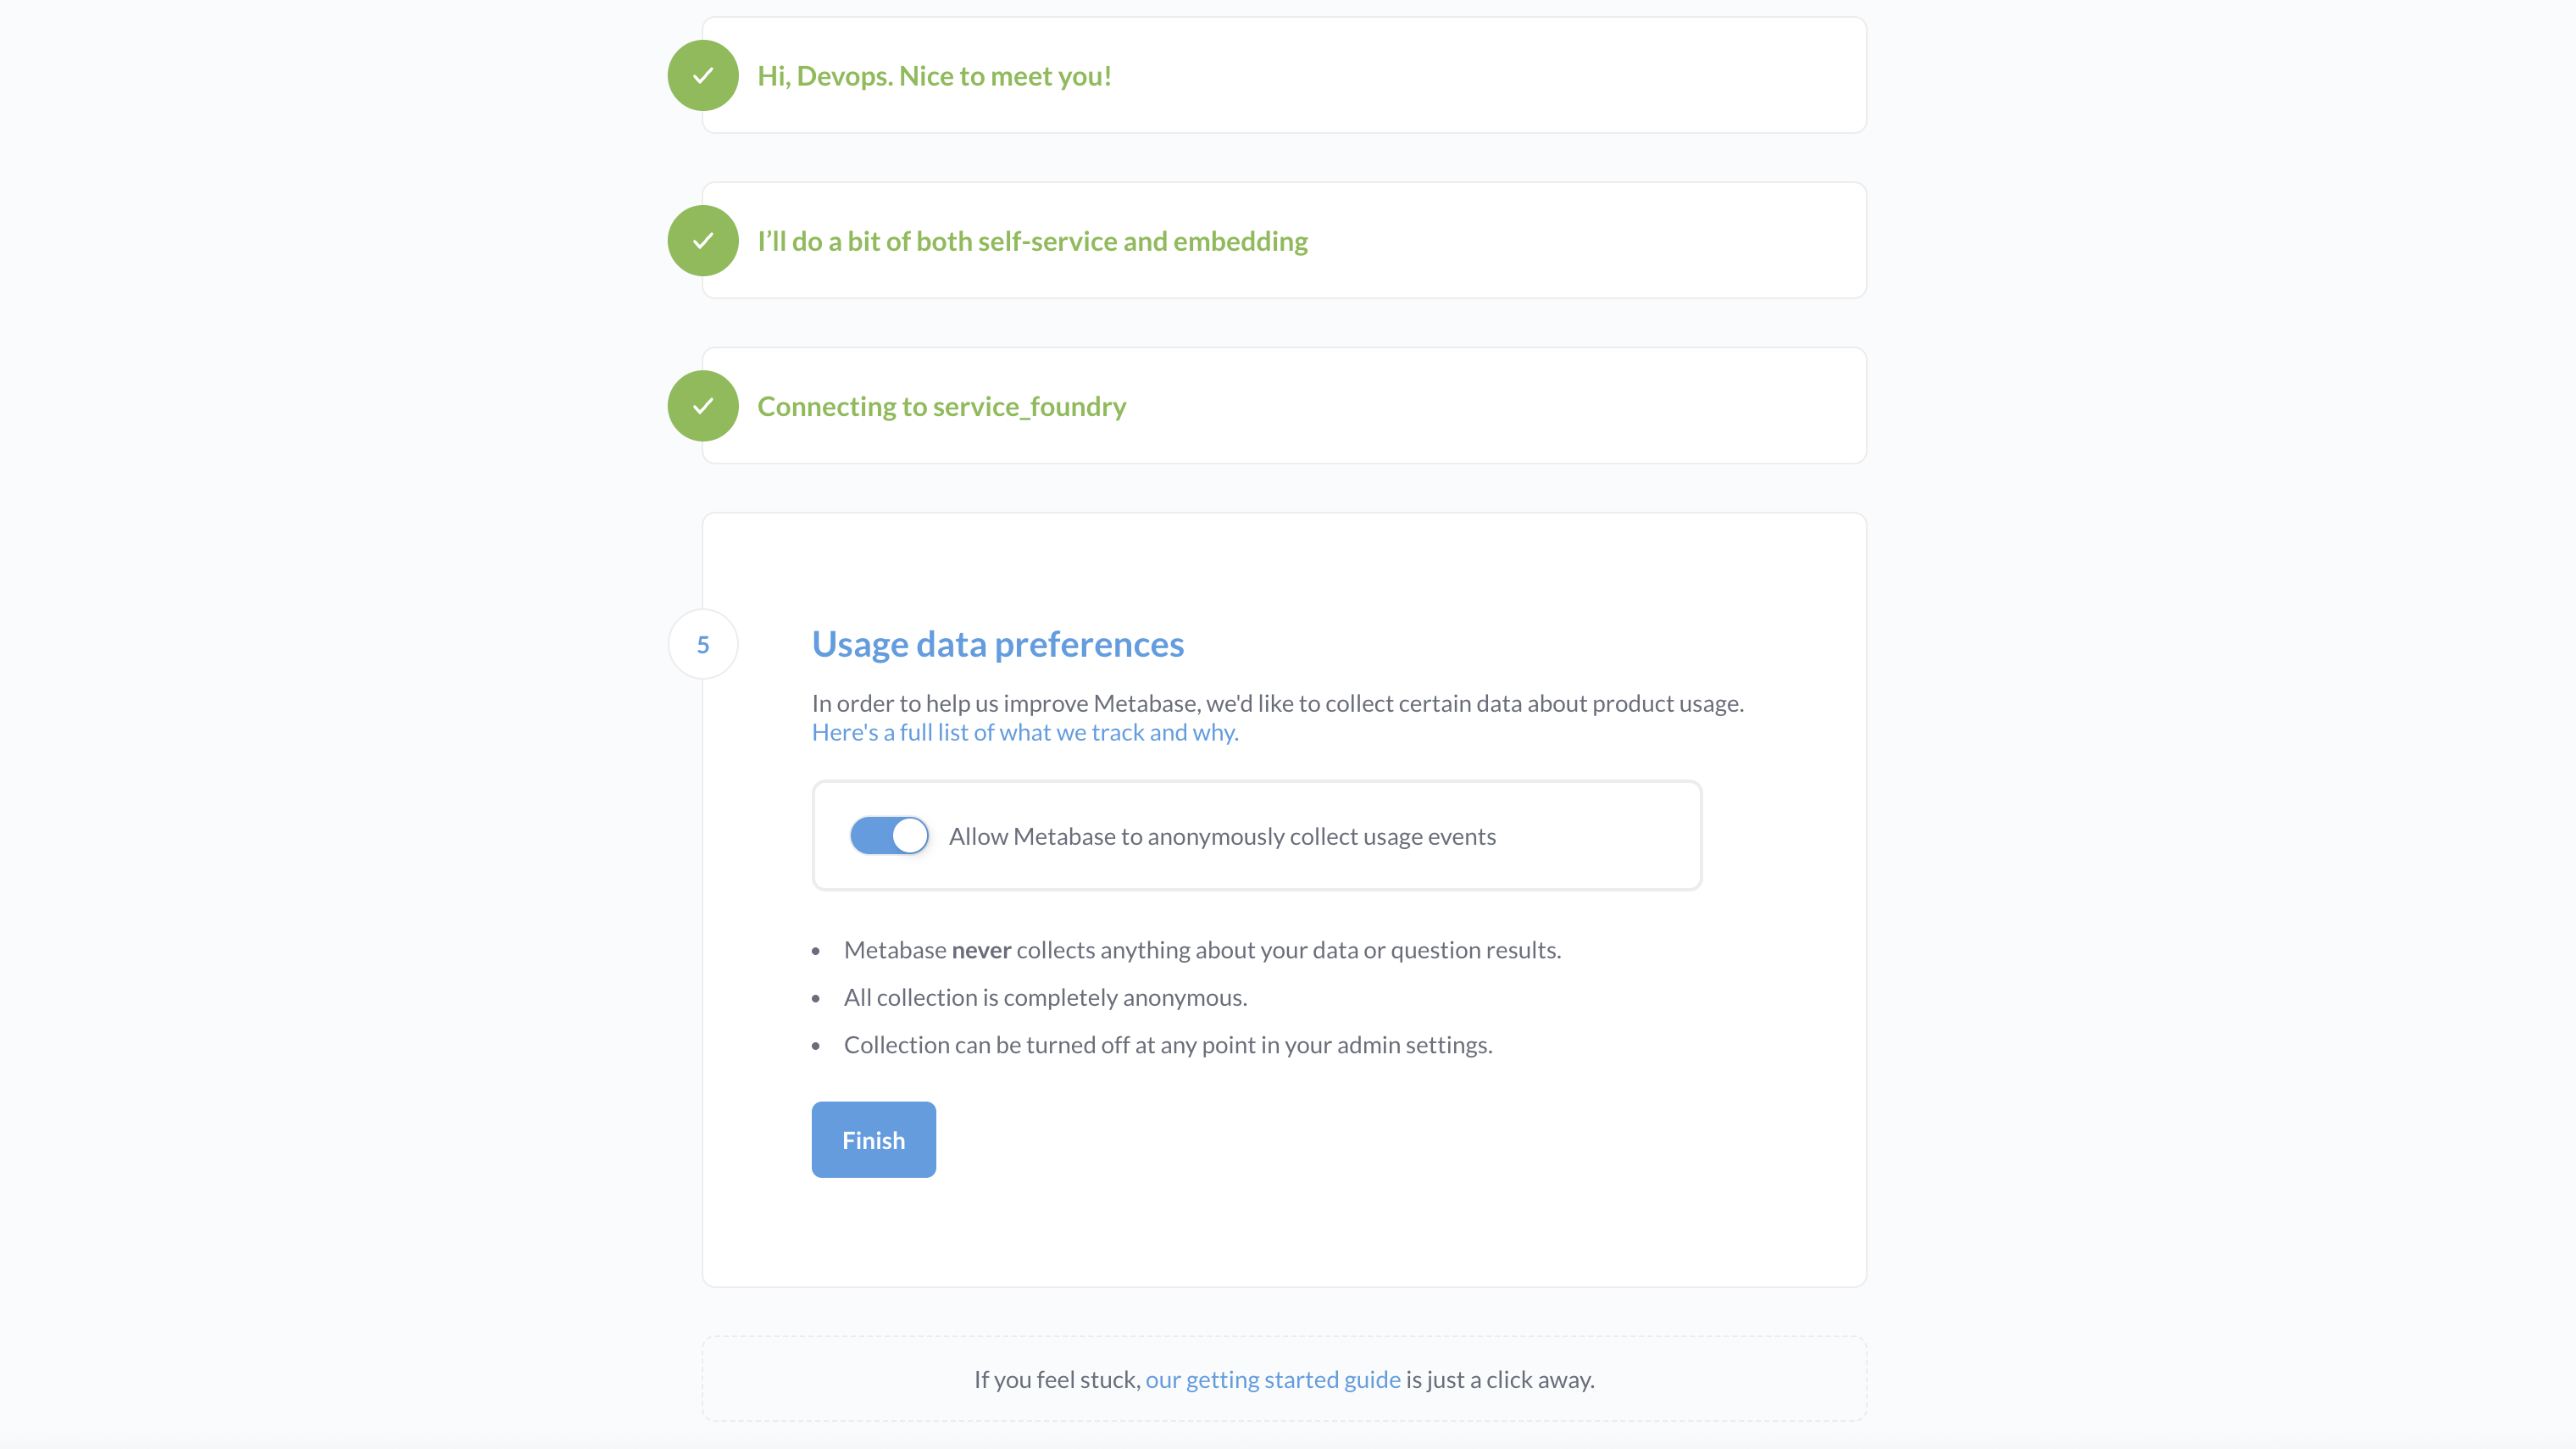 Hi, Devops. Nice to meet you!
I’ll do a bit of both self-service and embedding
Connecting to service_foundry
5
Usage data preferences
In order to help us improve Metabase, we'd like to collect certain data about product usage.
Here's a full list of what we track and why.
Allow Metabase to anonymously collect usage events
• Metabase never collects anything about your data or question results.
• All collection is completely anonymous.
• Collection can be turned off at any point in your admin settings.
Finish
If you feel stuck, our getting started guide is just a click away.